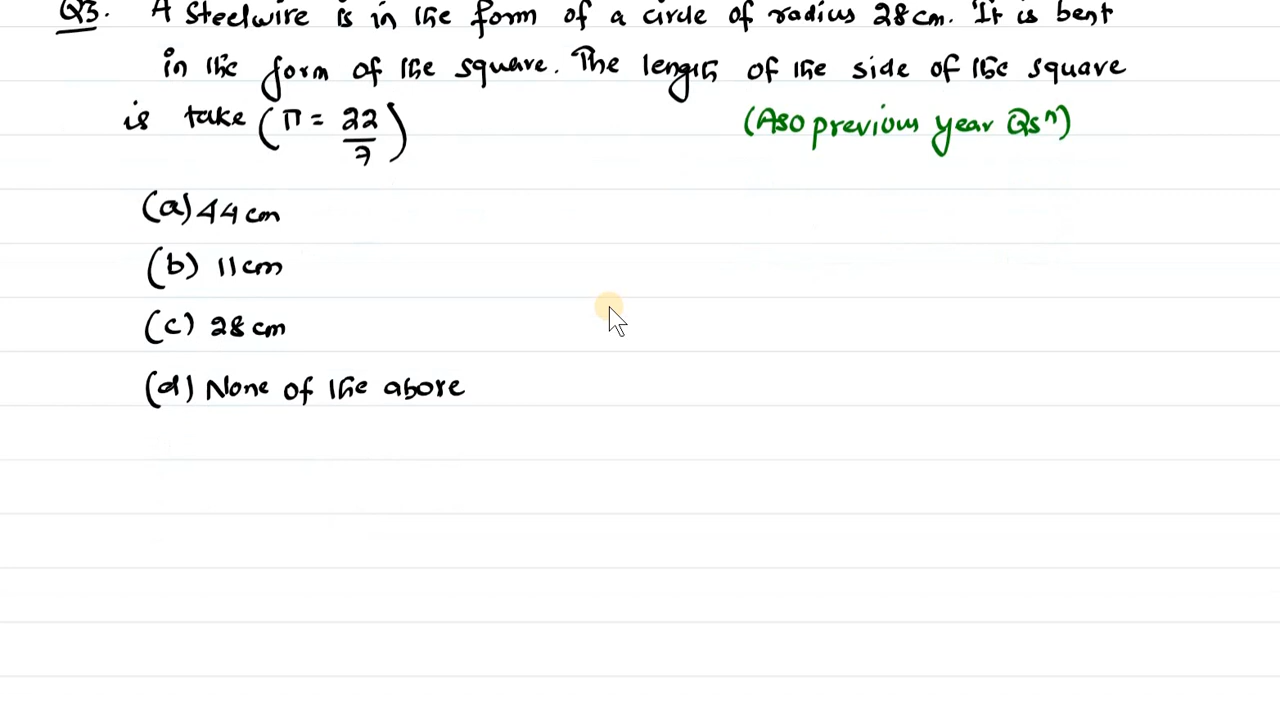 Q3. A Steelwire is in the form of a circle of radius 28cm. It is bent
in the form of the square. The length of the side of the square
is take (π = 22/7) (Aso previous year Qsⁿ)
(a) 44 cm
(b) 11cm
(c) 28 cm
(d) None of the above